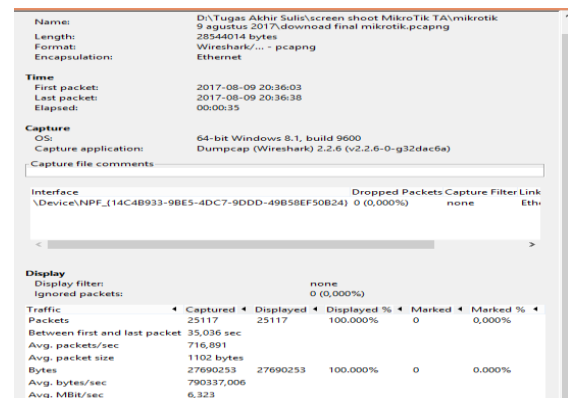 Name: D:\Tugas Akhir Sulis\screen shoot MikroTik TA\mikrotik
9 agustus 2017\downoad final mikrotik.pcapng
Length: 28544014 bytes
Format: Wireshark/... - pcapng
Encapsulation: Ethernet
Time
First packet: 2017-08-09 20:36:03
Last packet: 2017-08-09 20:36:38
Elapsed: 00:00:35
Capture
OS: 64-bit Windows 8.1, build 9600
Capture application: Dumpcap (Wireshark) 2.2.6 (v2.2.6-0-g32dac6a)
Capture file comments
Interface Dropped Packets Capture Filter Link
\Device\NPF_{14C4B933-9BE5-4DC7-9DDD-49B58EF50B24} 0 (0,000%) none Ethe
Display
Display filter: none
Ignored packets: 0 (0,000%)
Traffic Captured Displayed Displayed % Marked Marked %
Packets 25117 25117 100.000% 0 0,000%
Between first and last packet 35,036 sec
Avg. packets/sec 716,891
Avg. packet size 1102 bytes
Bytes 27690253 27690253 100.000% 0 0.000%
Avg. bytes/sec 790337,006
Avg. MBit/sec 6,323